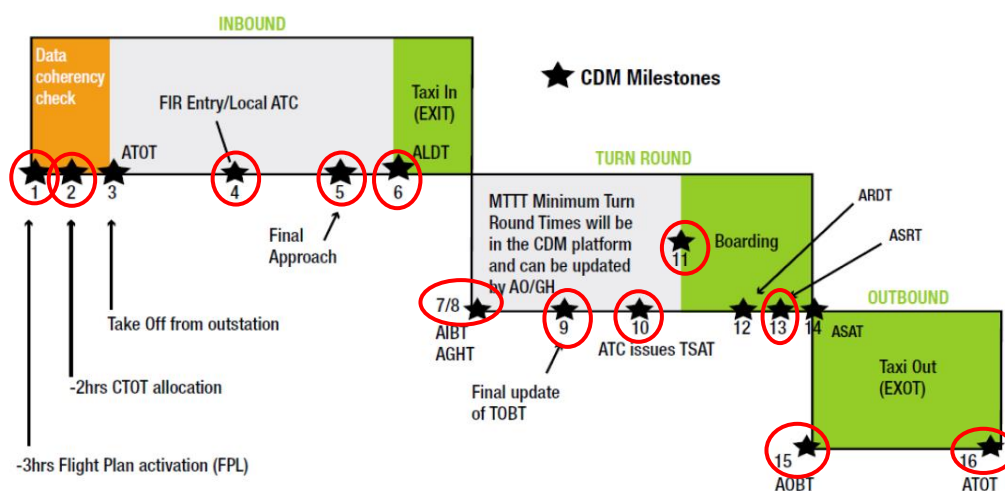 INBOUND
Data
coherency
check
CDM Milestones
Taxi In
(EXIT)
FIR Entry/Local ATC
ATOT
ALDT
1
2
3
4
5
6
TURN ROUND
MTTT Minimum Turn
Round Times will be
in the CDM platform
and can be updated
by AO/GH
Boarding
11
ARDT
ASRT
Final
Approach
OUTBOUND
7/8
9
10
12
13
14
AIBT
AGHT
ATC issues TSAT
ASAT
Take Off from outstation
Final update
of TOBT
-2hrs CTOT allocation
Taxi Out
(EXOT)
-3hrs Flight Plan activation (FPL)
15
16
AOBT
ATOT